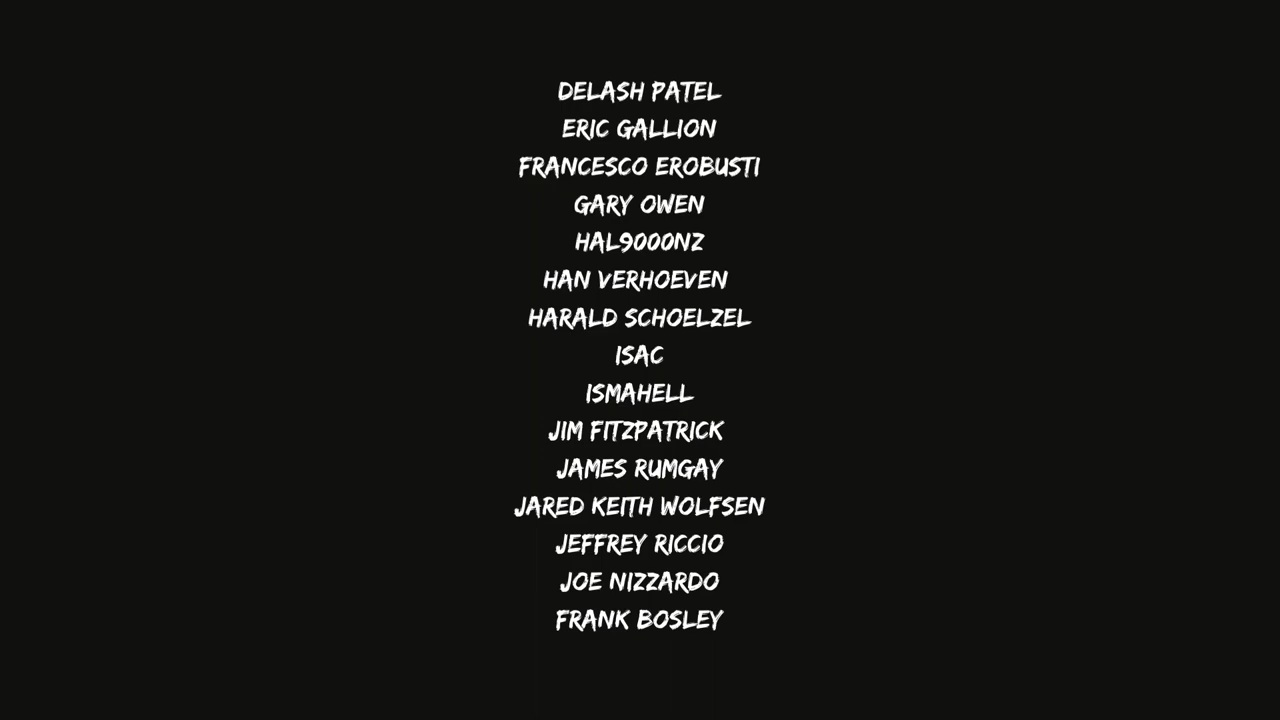 DELASH PATEL
ERIC GALLION
FRANCESCO EROBUSTI
GARY OWEN
HAL9000NZ
HAN VERHOEVEN
HARALD SCHOELZEL
ISAC
ISMAHELL
JIM FITZPATRICK
JAMES RUMGAY
JARED KEITH WOLFSEN
JEFFREY RICCIO
JOE NIZZARDO
FRANK BOSLEY